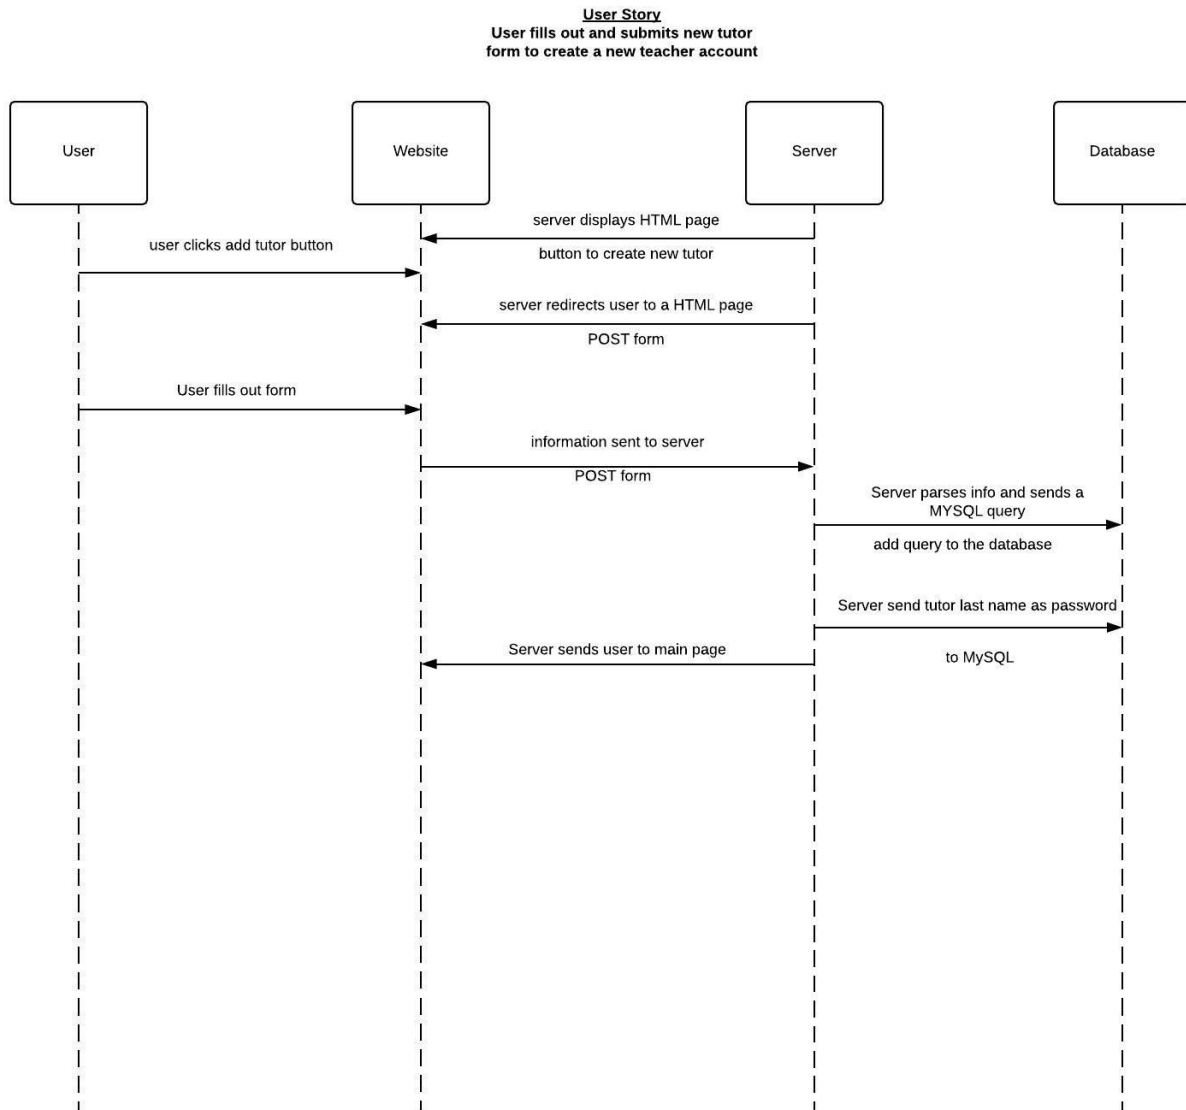 User Story
User fills out and submits new tutor
form to create a new teacher account
User
Website
Server
Database
server displays HTML page
user clicks add tutor button
button to create new tutor
server redirects user to a HTML page
POST form
User fills out form
information sent to server
POST form
Server parses info and sends a
MYSQL query
add query to the database
Server send tutor last name as password
Server sends user to main page
to MySQL